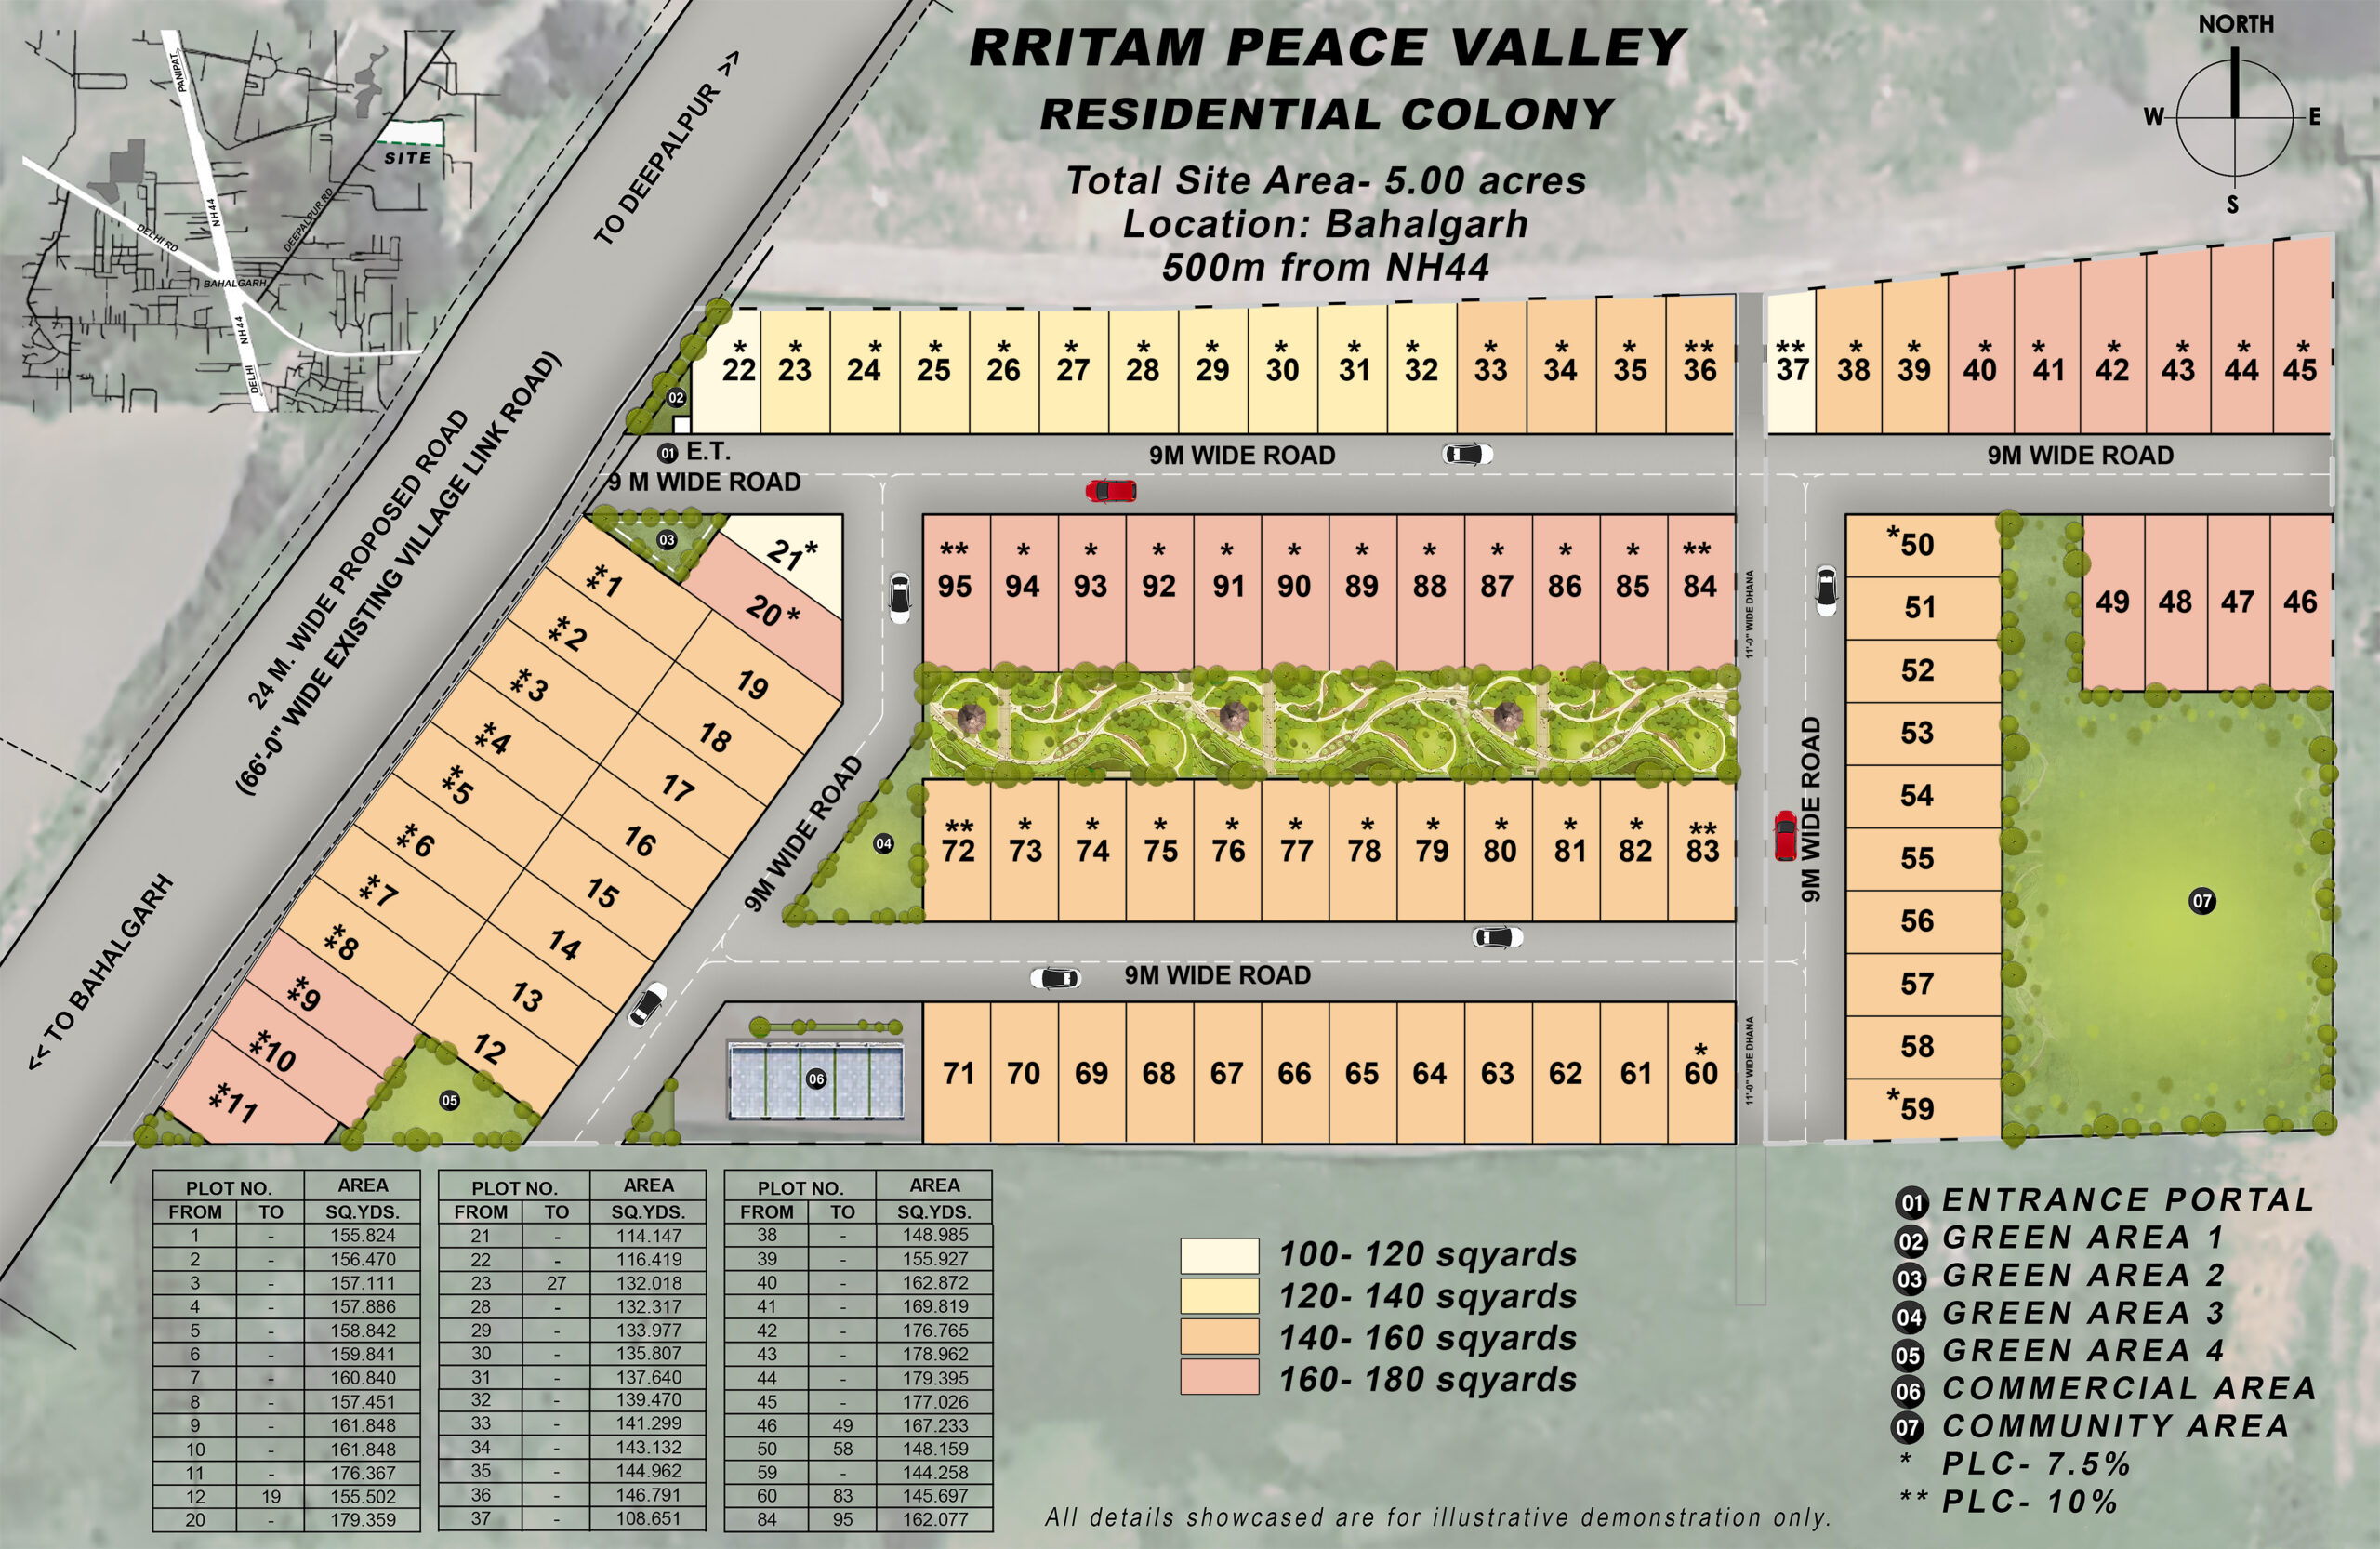 RRITAM PEACE VALLEY
RESIDENTIAL COLONY
Total Site Area- 5.00 acres
Location: Bahalgarh
500m from NH44
NORTH
W
E
S
PANIPAT
SITE
NH44
DELHI RD
DEEPALPUR RD
BAHALGARH
NH44
DELHI
TO DEEPALPUR >>
24 M. WIDE PROPOSED ROAD
(66'-0" WIDE EXISTING VILLAGE LINK ROAD)
<< TO BAHALGARH
* 22
* 23
* 24
* 25
* 26
* 27
* 28
* 29
* 30
* 31
* 32
* 33
* 34
* 35
** 36
** 37
* 38
* 39
* 40
* 41
* 42
* 43
* 44
* 45
02
01 E.T.
9 M WIDE ROAD
9M WIDE ROAD
9M WIDE ROAD
03
21*
20*
**1
**2
**3
**4
**5
**6
**7
**8
**9
**10
**11
19
18
17
16
15
14
13
12
05
9M WIDE ROAD
04
** 95
* 94
* 93
* 92
* 91
* 90
* 89
* 88
* 87
* 86
* 85
** 84
11'-0" WIDE DHANA
** 72
* 73
* 74
* 75
* 76
* 77
* 78
* 79
* 80
* 81
* 82
** 83
9M WIDE ROAD
9M WIDE ROAD
06
71
70
69
68
67
66
65
64
63
62
61
* 60
11'-0" WIDE DHANA
*50
51
52
53
54
55
56
57
58
*59
49
48
47
46
07
PLOT NO. AREA
FROM TO SQ.YDS.
1 - 155.824
2 - 156.470
3 - 157.111
4 - 157.886
5 - 158.842
6 - 159.841
7 - 160.840
8 - 157.451
9 - 161.848
10 - 161.848
11 - 176.367
12 19 155.502
20 - 179.359
PLOT NO. AREA
FROM TO SQ.YDS.
21 - 114.147
22 - 116.419
23 27 132.018
28 - 132.317
29 - 133.977
30 - 135.807
31 - 137.640
32 - 139.470
33 - 141.299
34 - 143.132
35 - 144.962
36 - 146.791
37 - 108.651
PLOT NO. AREA
FROM TO SQ.YDS.
38 - 148.985
39 - 155.927
40 - 162.872
41 - 169.819
42 - 176.765
43 - 178.962
44 - 179.395
45 - 177.026
46 49 167.233
50 58 148.159
59 - 144.258
60 83 145.697
84 95 162.077
100- 120 sqyards
120- 140 sqyards
140- 160 sqyards
160- 180 sqyards
All details showcased are for illustrative demonstration only.
01 ENTRANCE PORTAL
02 GREEN AREA 1
03 GREEN AREA 2
04 GREEN AREA 3
05 GREEN AREA 4
06 COMMERCIAL AREA
07 COMMUNITY AREA
* PLC- 7.5%
** PLC- 10%